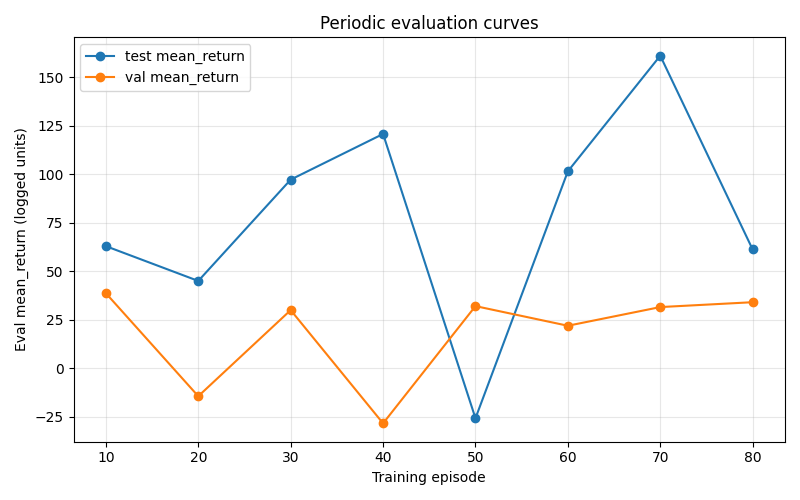 Periodic evaluation curves
test mean_return
val mean_return
Eval mean_return (logged units)
150
125
100
75
50
25
0
−25
10 20 30 40 50 60 70 80
Training episode